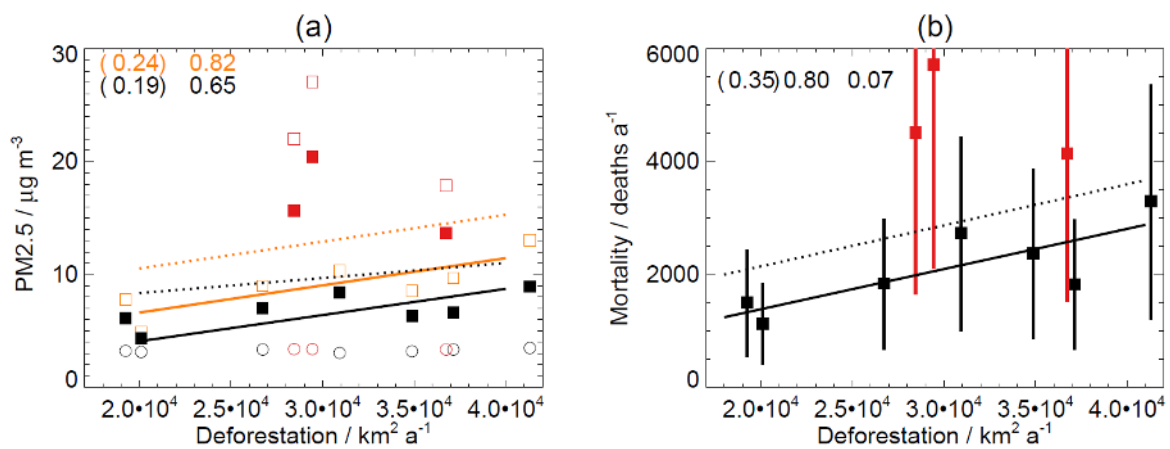 (a)
30
20
10
0
PM2.5 / μg m⁻³
(0.24) 0.82
(0.19) 0.65
2.0•10⁴ 2.5•10⁴ 3.0•10⁴ 3.5•10⁴ 4.0•10⁴
Deforestation / km² a⁻¹
(b)
6000
4000
2000
0
Mortality / deaths a⁻¹
(0.35) 0.80 0.07
2.0•10⁴ 2.5•10⁴ 3.0•10⁴ 3.5•10⁴ 4.0•10⁴
Deforestation / km² a⁻¹